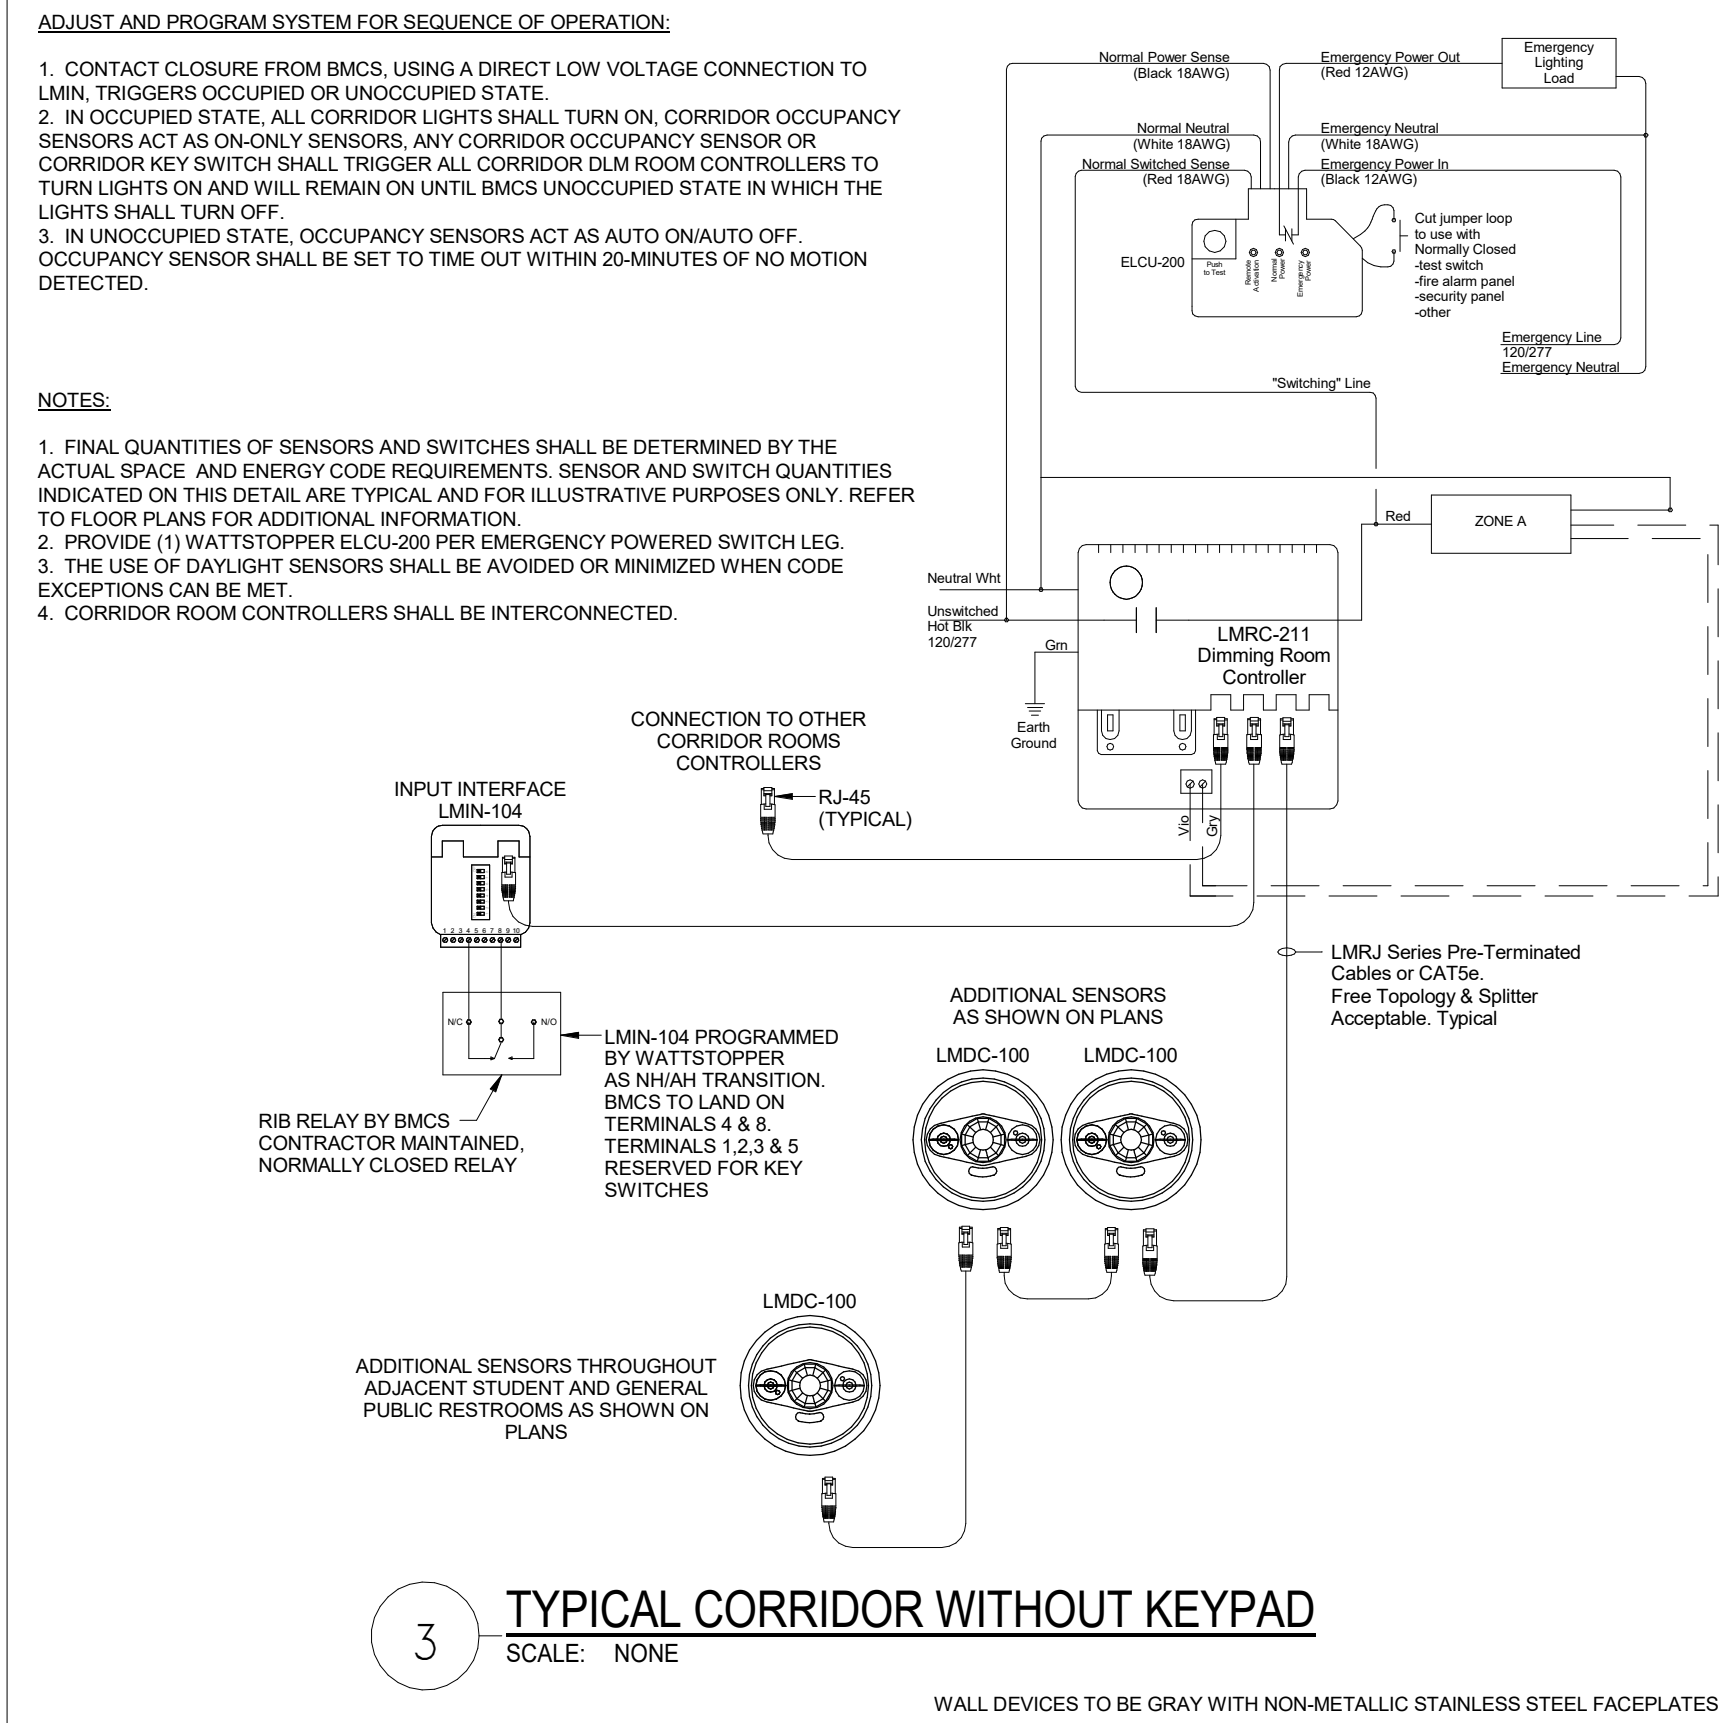 ADJUST AND PROGRAM SYSTEM FOR SEQUENCE OF OPERATION:
1. CONTACT CLOSURE FROM BMCS, USING A DIRECT LOW VOLTAGE CONNECTION TO
LMIN, TRIGGERS OCCUPIED OR UNOCCUPIED STATE.
2. IN OCCUPIED STATE, ALL CORRIDOR LIGHTS SHALL TURN ON, CORRIDOR OCCUPANCY
SENSORS ACT AS ON-ONLY SENSORS, ANY CORRIDOR OCCUPANCY SENSOR OR
CORRIDOR KEY SWITCH SHALL TRIGGER ALL CORRIDOR DLM ROOM CONTROLLERS TO
TURN LIGHTS ON AND WILL REMAIN ON UNTIL BMCS UNOCCUPIED STATE IN WHICH THE
LIGHTS SHALL TURN OFF.
3. IN UNOCCUPIED STATE, OCCUPANCY SENSORS ACT AS AUTO ON/AUTO OFF.
OCCUPANCY SENSOR SHALL BE SET TO TIME OUT WITHIN 20-MINUTES OF NO MOTION
DETECTED.
NOTES:
1. FINAL QUANTITIES OF SENSORS AND SWITCHES SHALL BE DETERMINED BY THE
ACTUAL SPACE AND ENERGY CODE REQUIREMENTS. SENSOR AND SWITCH QUANTITIES
INDICATED ON THIS DETAIL ARE TYPICAL AND FOR ILLUSTRATIVE PURPOSES ONLY. REFER
TO FLOOR PLANS FOR ADDITIONAL INFORMATION.
2. PROVIDE (1) WATTSTOPPER ELCU-200 PER EMERGENCY POWERED SWITCH LEG.
3. THE USE OF DAYLIGHT SENSORS SHALL BE AVOIDED OR MINIMIZED WHEN CODE
EXCEPTIONS CAN BE MET.
4. CORRIDOR ROOM CONTROLLERS SHALL BE INTERCONNECTED.
Normal Power Sense
(Black 18AWG)
Emergency Power Out
(Red 12AWG)
Emergency
Lighting
Load
Normal Neutral
(White 18AWG)
Emergency Neutral
(White 18AWG)
Normal Switched Sense
(Red 18AWG)
Emergency Power In
(Black 12AWG)
ELCU-200
Push
to Test
Remote
Activation
Normal
Power
Emergency
Power
Cut jumper loop
to use with
Normally Closed
-test switch
-fire alarm panel
-security panel
-other
Emergency Line
120/277
Emergency Neutral
"Switching" Line
Red
ZONE A
Neutral Wht
Unswitched
Hot Blk
120/277
Grn
Earth
Ground
LMRC-211
Dimming Room
Controller
Vio
Gry
CONNECTION TO OTHER
CORRIDOR ROOMS
CONTROLLERS
RJ-45
(TYPICAL)
INPUT INTERFACE
LMIN-104
1 2 3 4 5 6 7 8 9 10
N/C
N/O
LMIN-104 PROGRAMMED
BY WATTSTOPPER
AS NH/AH TRANSITION.
BMCS TO LAND ON
TERMINALS 4 & 8.
TERMINALS 1,2,3 & 5
RESERVED FOR KEY
SWITCHES
RIB RELAY BY BMCS
CONTRACTOR MAINTAINED,
NORMALLY CLOSED RELAY
LMRJ Series Pre-Terminated
Cables or CAT5e.
Free Topology & Splitter
Acceptable. Typical
ADDITIONAL SENSORS
AS SHOWN ON PLANS
LMDC-100
LMDC-100
LMDC-100
ADDITIONAL SENSORS THROUGHOUT
ADJACENT STUDENT AND GENERAL
PUBLIC RESTROOMS AS SHOWN ON
PLANS
3
TYPICAL CORRIDOR WITHOUT KEYPAD
SCALE: NONE
WALL DEVICES TO BE GRAY WITH NON-METALLIC STAINLESS STEEL FACEPLATES